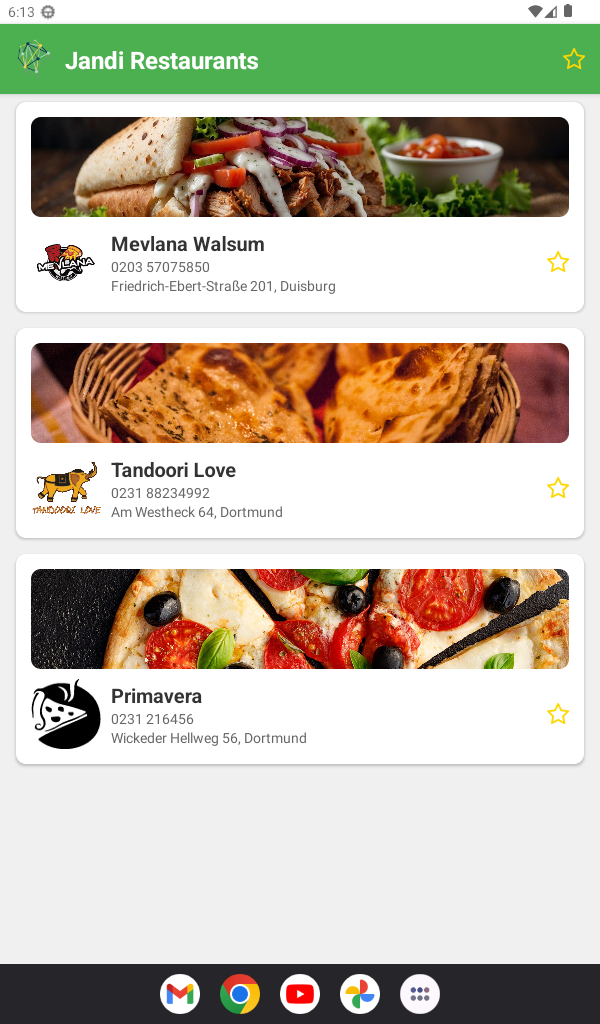 6:13
Jandi Restaurants
MEVLANA
Mevlana Walsum
0203 57075850
Friedrich-Ebert-Straße 201, Duisburg
TANDOORI LOVE
Tandoori Love
0231 88234992
Am Westheck 64, Dortmund
Primavera
0231 216456
Wickeder Hellweg 56, Dortmund